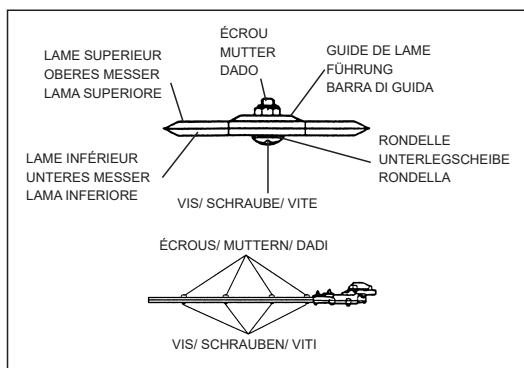 LAME SUPERIEUR
OBERES MESSER
LAMA SUPERIORE
ÉCROU
MUTTER
DADO
GUIDE DE LAME
FÜHRUNG
BARRA DI GUIDA
LAME INFÉRIEUR
UNTERES MESSER
LAMA INFERIORE
RONDELLE
UNTERLEGSCHEIBE
RONDELLA
VIS/ SCHRAUBE/ VITE
ÉCROUS/ MUTTERN/ DADI
VIS/ SCHRAUBEN/ VITI